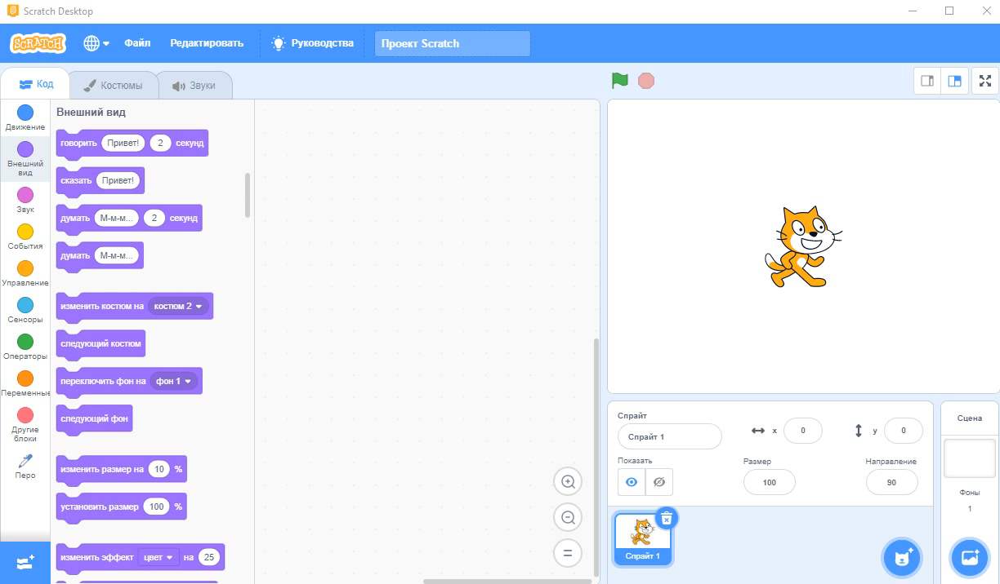 Scratch Desktop
SCRATCH Файл Редактировать Руководства Проект Scratch
Код Костюмы Звуки
Движение
Внешний вид
Звук
События
Управление
Сенсоры
Операторы
Переменные
Другие блоки
Перо
Внешний вид
говорить Привет! 2 секунд
сказать Привет!
думать М-м-м... 2 секунд
думать М-м-м...
изменить костюм на костюм 2
следующий костюм
переключить фон на фон 1
следующий фон
изменить размер на 10 %
установить размер 100 %
изменить эффект цвет на 25
Спрайт
Спрайт 1 x 0 y 0
Показать Размер Направление
100 90
Спрайт 1
Сцена
Фоны
1